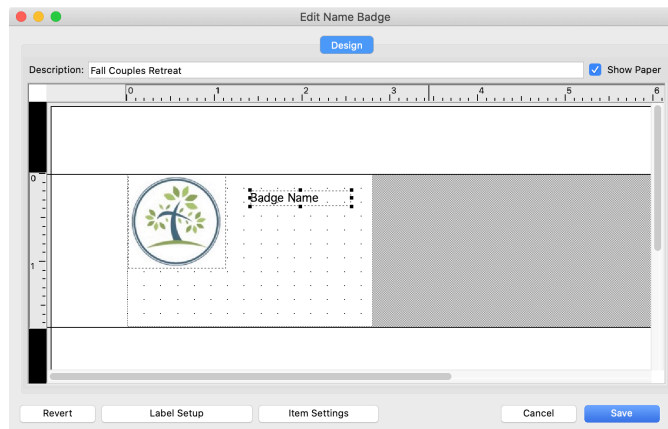 Edit Name Badge
Design
Description: Fall Couples Retreat
Show Paper
0 1 2 3 4 5 6
0
Badge Name
1
Revert Label Setup Item Settings Cancel Save